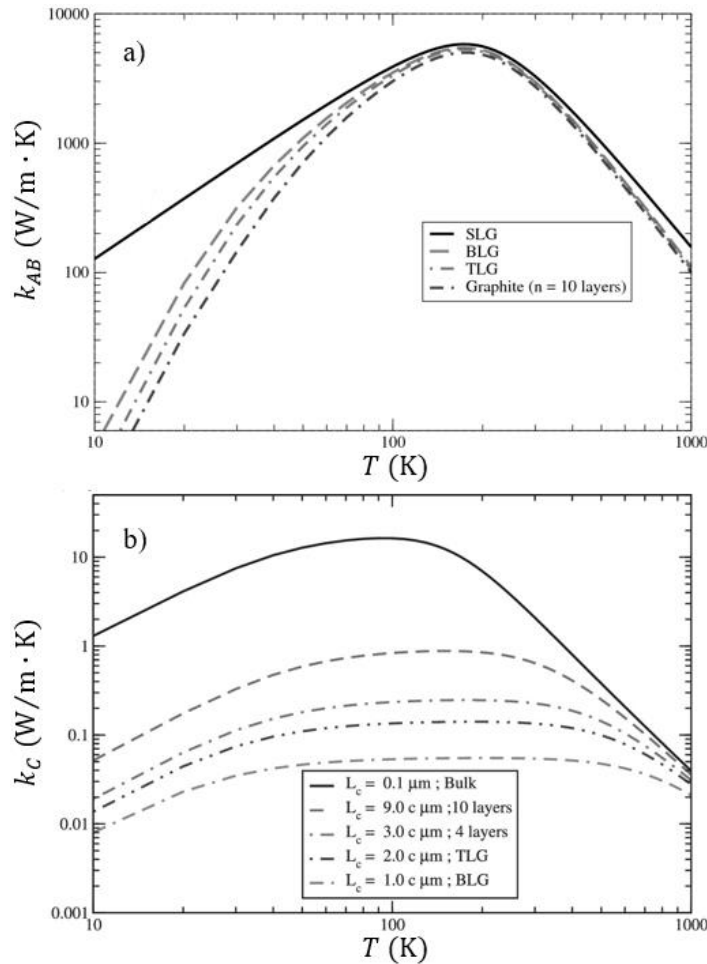 a)
10000
1000
100
10
k_AB (W/m · K)
SLG
BLG
TLG
Graphite (n = 10 layers)
10
100
1000
T (K)
b)
10
1
0.1
0.01
0.001
k_C (W/m · K)
L_c = 0.1 μm ; Bulk
L_c = 9.0 c μm ;10 layers
L_c = 3.0 c μm ; 4 layers
L_c = 2.0 c μm ; TLG
L_c = 1.0 c μm ; BLG
10
100
1000
T (K)